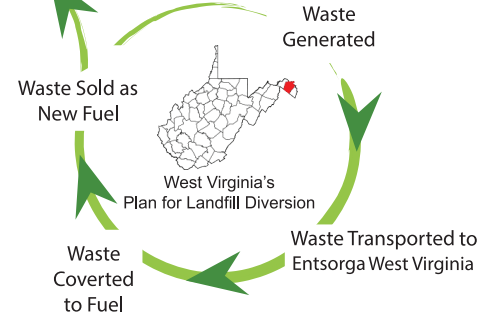 Waste
Generated
Waste Sold as
New Fuel
West Virginia's
Plan for Landfill Diversion
Waste Transported to
Entsorga West Virginia
Waste
Coverted
to Fuel